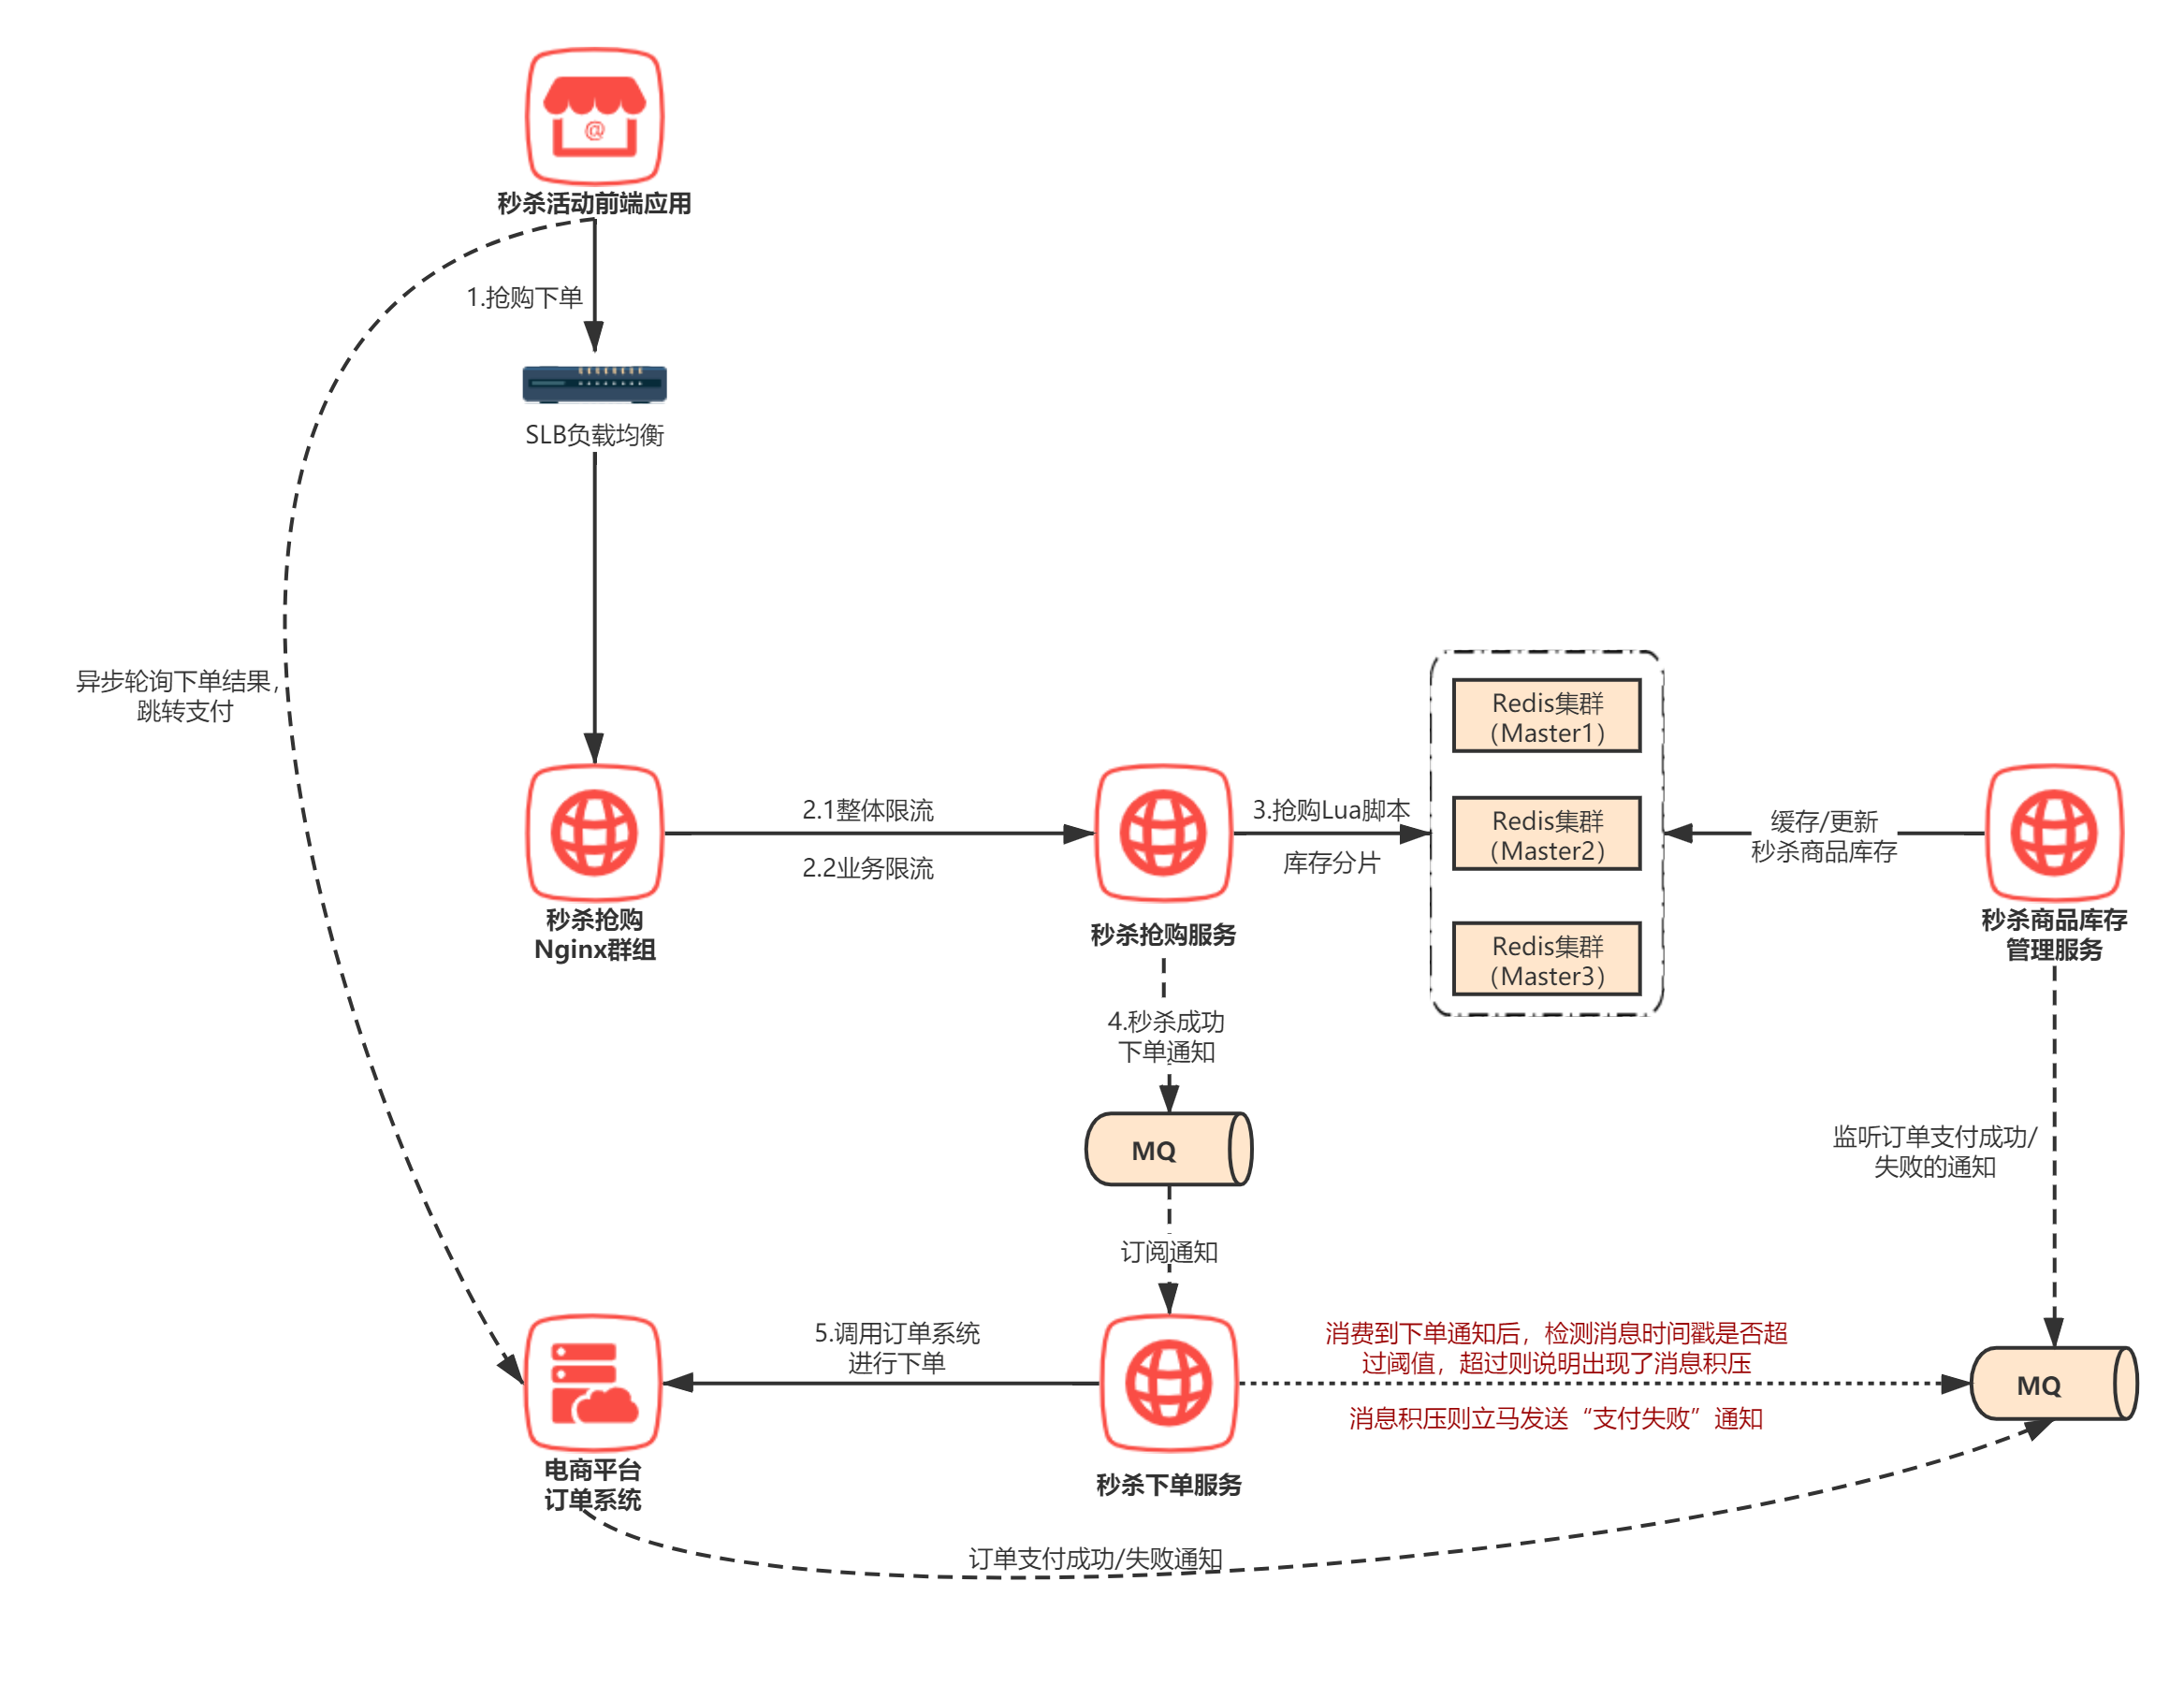 @
秒杀活动前端应用
1.抢购下单
SLB负载均衡
异步轮询下单结果，
跳转支付
秒杀抢购
Nginx群组
2.1整体限流
2.2业务限流
秒杀抢购服务
3.抢购Lua脚本
库存分片
Redis集群
（Master1）
Redis集群
（Master2）
Redis集群
（Master3）
缓存/更新
秒杀商品库存
秒杀商品库存
管理服务
4.秒杀成功
下单通知
MQ
订阅通知
监听订单支付成功/
失败的通知
电商平台
订单系统
5.调用订单系统
进行下单
秒杀下单服务
消费到下单通知后，检测消息时间戳是否超
过阈值，超过则说明出现了消息积压
消息积压则立马发送“支付失败”通知
MQ
订单支付成功/失败通知